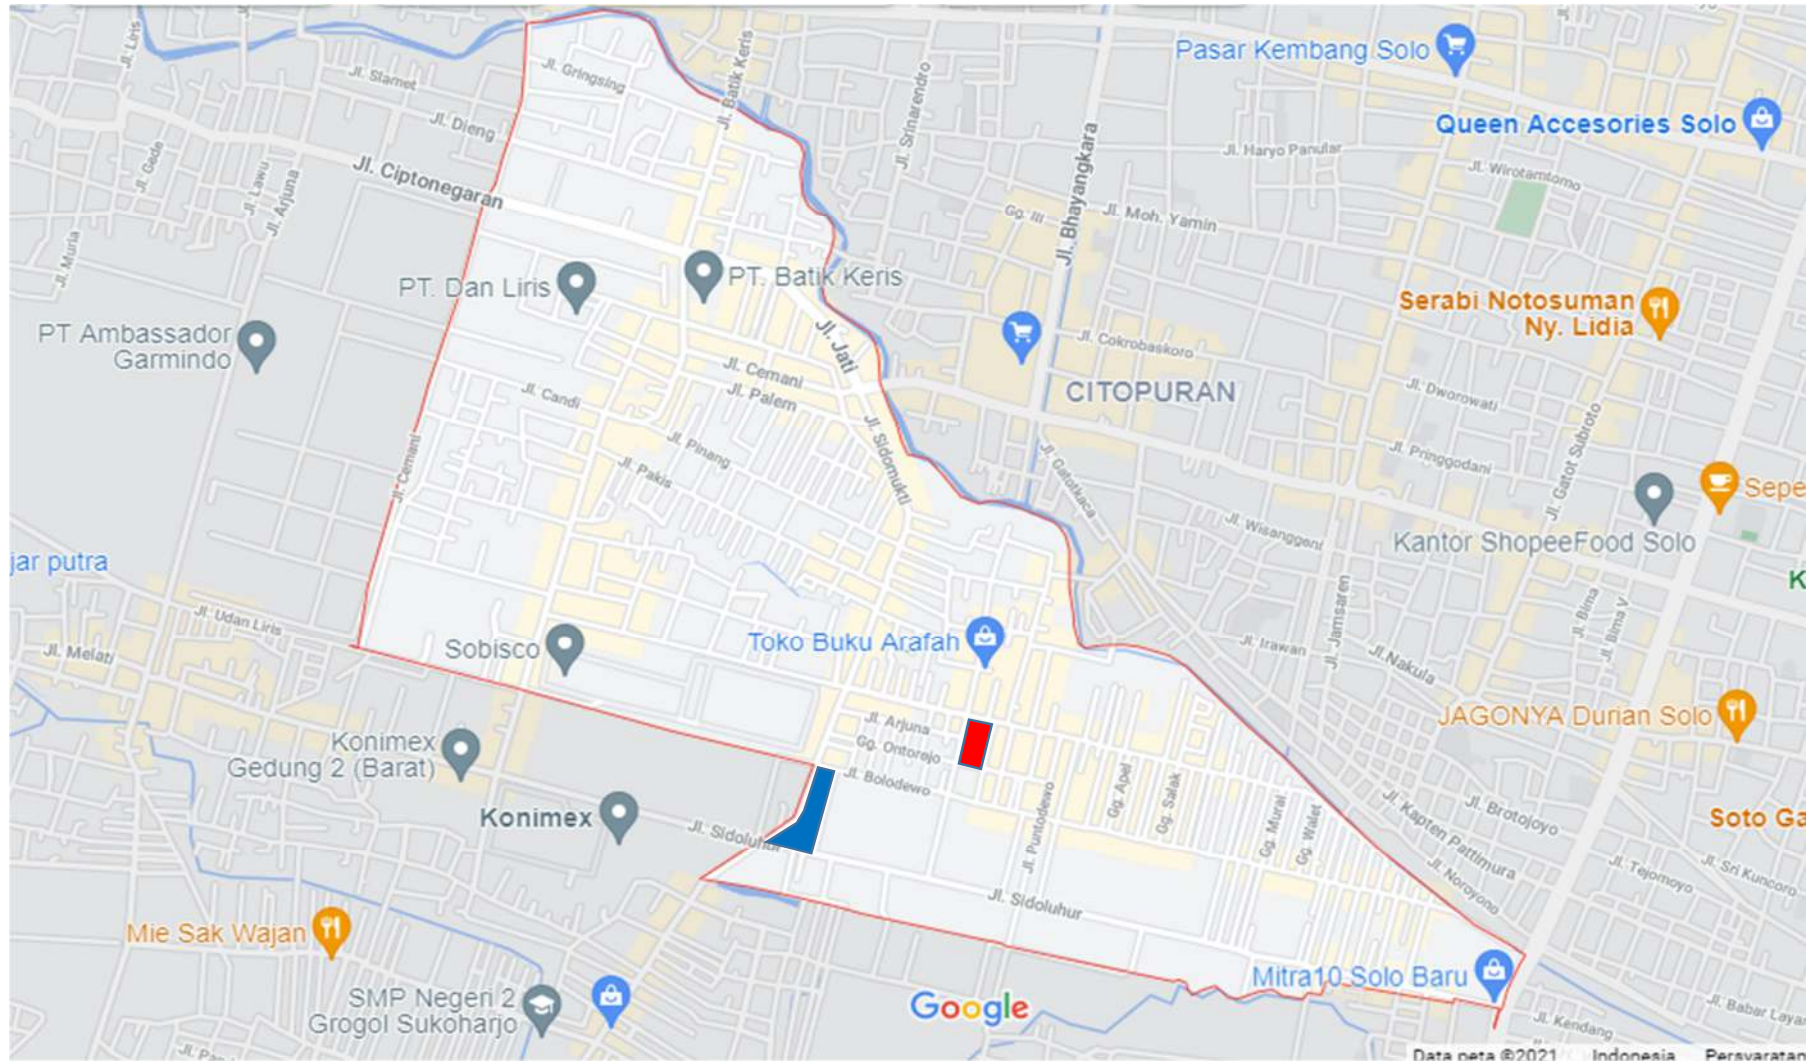 Jl. Liris
Jl. Slamet
Jl. Gringsing
Jl. Batik Keris
Jl. Srinarendro
Pasar Kembang Solo
Queen Accesories Solo
Jl. Dieng
Jl. Ciptonegaran
Jl. Gede
Jl. Lawu
Jl. Arjuna
Jl. Muria
Jl. Bhayangkara
Jl. Haryo Panular
Jl. Wirotamtomo
Gg. III
Jl. Moh. Yamin
PT. Dan Liris
PT. Batik Keris
PT Ambassador
Garmindo
Jl. Jati
Jl. Cokrobaskoro
Serabi Notosuman
Ny. Lidia
Jl. Cemani
Jl. Palem
Jl. Candi
CITOPURAN
Jl. Dworowati
Jl. Gatot Subroto
Jl. Pinang
Jl. Pakis
Jl. Sidomukti
Jl. Cemani
Jl. Gatotkaca
Jl. Pringgodani
Sepe
Jl. Wisanggeni
Kantor ShopeeFood Solo
jar putra
K
Jl. Udan Liris
Jl. Melati
Sobisco
Toko Buku Arafah
Jl. Irawan
Jl. Jamsaren
Jl. Nakula
Jl. Bima
Jl. Bima V
Jl. Arjuna
Gg. Ontorejo
Jl. Bolodewo
JAGONYA Durian Solo
Konimex
Gedung 2 (Barat)
Konimex
Jl. Sidoluhur
Jl. Puntodewo
Gg. Apel
Gg. Salak
Gg. Murai
Gg. Walet
Jl. Kapten Pattimura
Jl. Brotojoyo
Soto Ga
Jl. Noroyono
Jl. Tejomoyo
Jl. Sri Kuncoro
Jl. Sidoluhur
Mie Sak Wajan
SMP Negeri 2
Grogol Sukoharjo
Google
Mitra10 Solo Baru
Jl. Babar Layar
Jl. Kendang
Data peta ©2021
Indonesia
Persyaratan